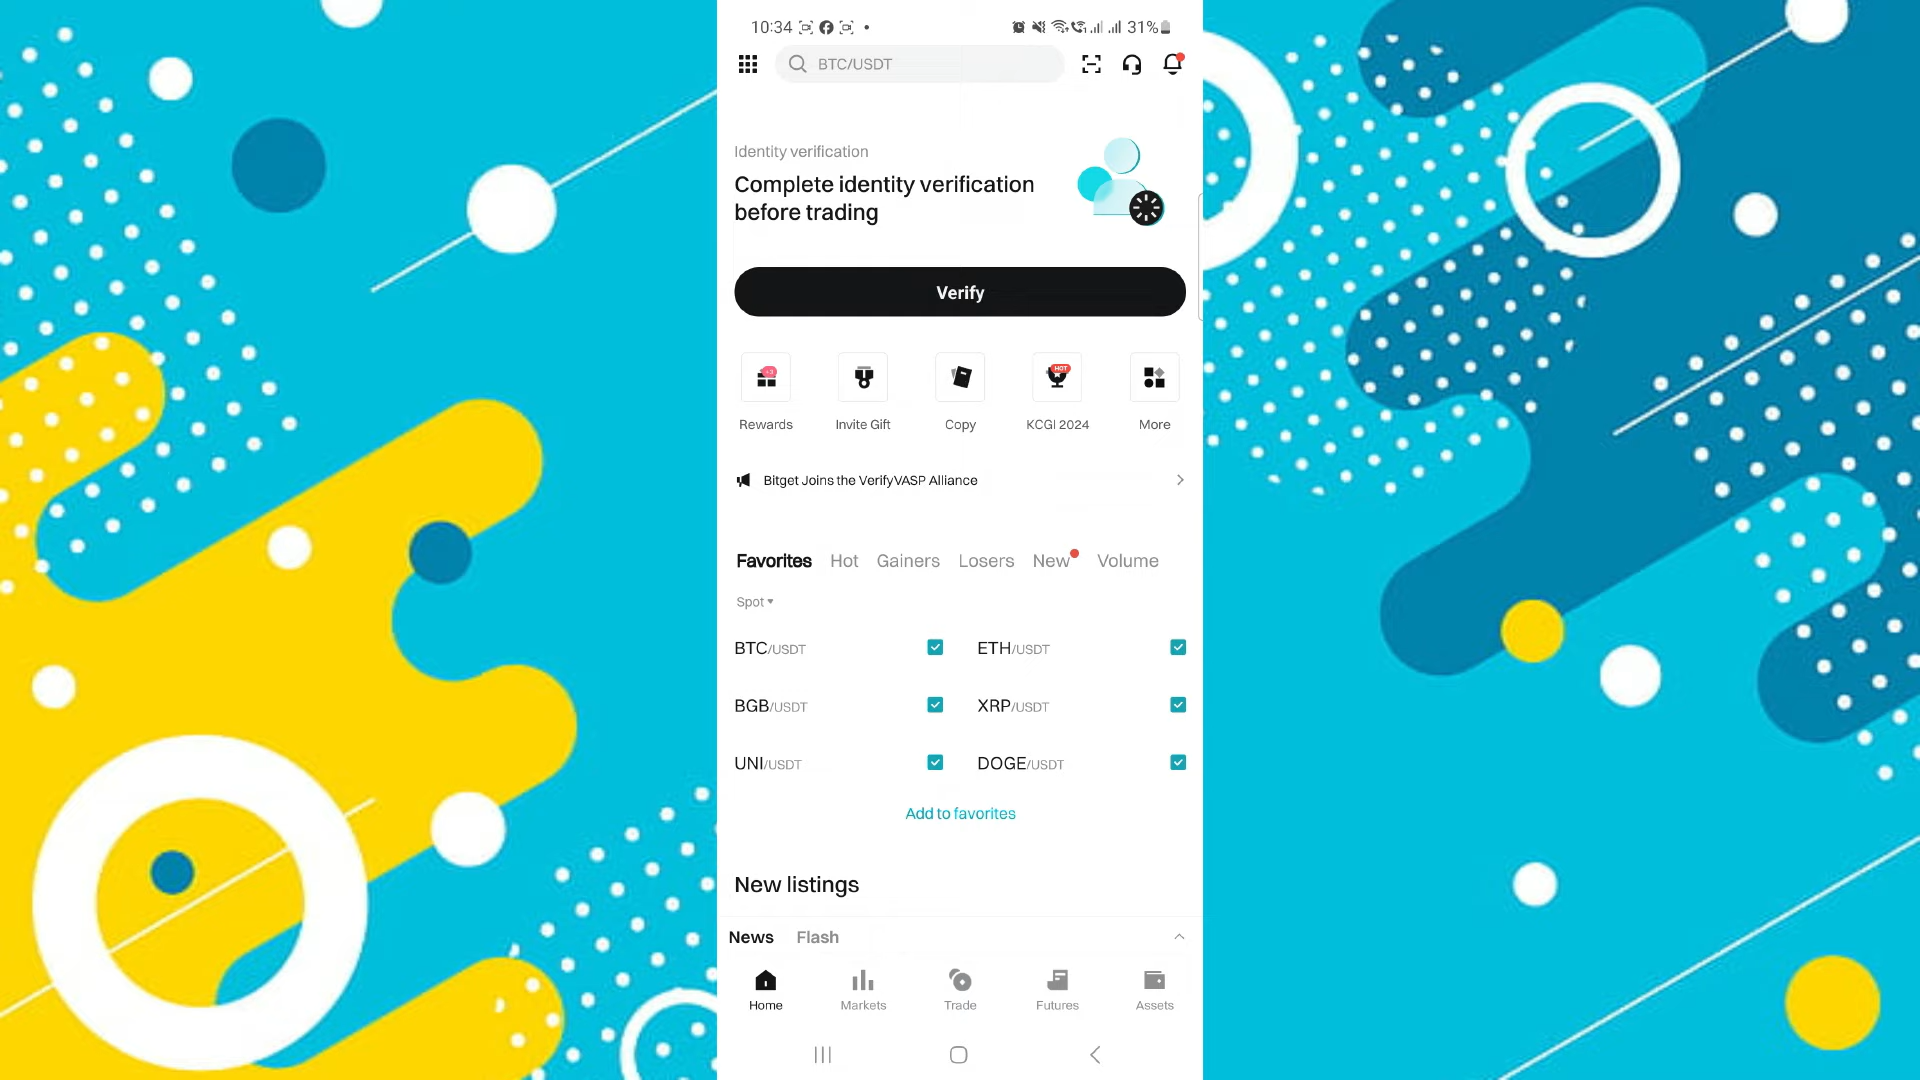 10:34
31%
BTC/USDT
Identity verification
Complete identity verification
before trading
Verify
+3
HOT
Rewards
Invite Gift
Copy
KCGI 2024
More
Bitget Joins the VerifyVASP Alliance
Favorites Hot Gainers Losers New Volume
Spot
BTC/USDT
ETH/USDT
BGB/USDT
XRP/USDT
UNI/USDT
DOGE/USDT
Add to favorites
New listings
News Flash
Home
Markets
Trade
Futures
Assets